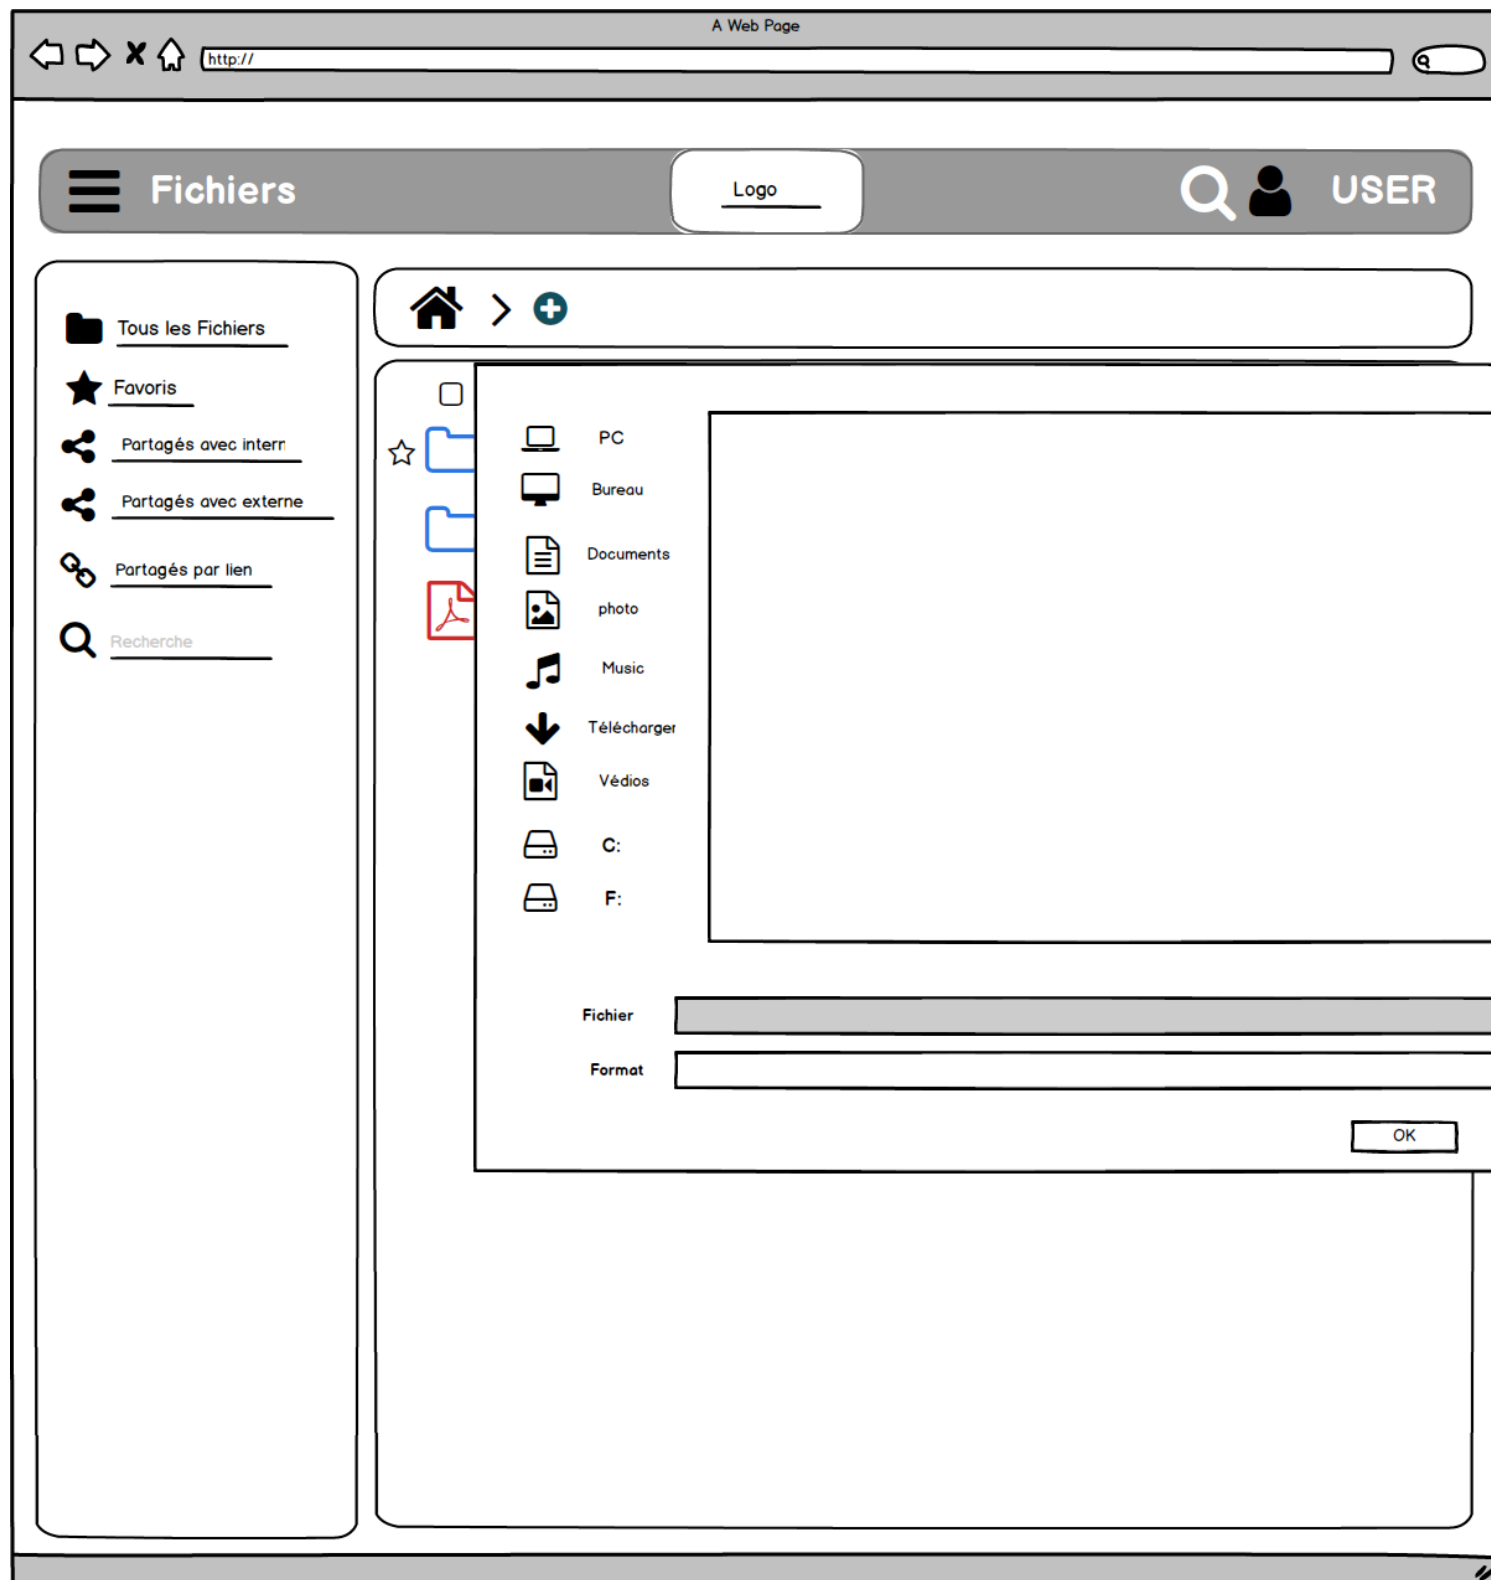 A Web Page
http://
Fichiers
Logo
USER
Tous les Fichiers
Favoris
Partagés avec intern
Partagés avec externe
Partagés par lien
Recherche
PC
Bureau
Documents
photo
Music
Télécharger
Védios
C:
F:
Fichier
Format
OK